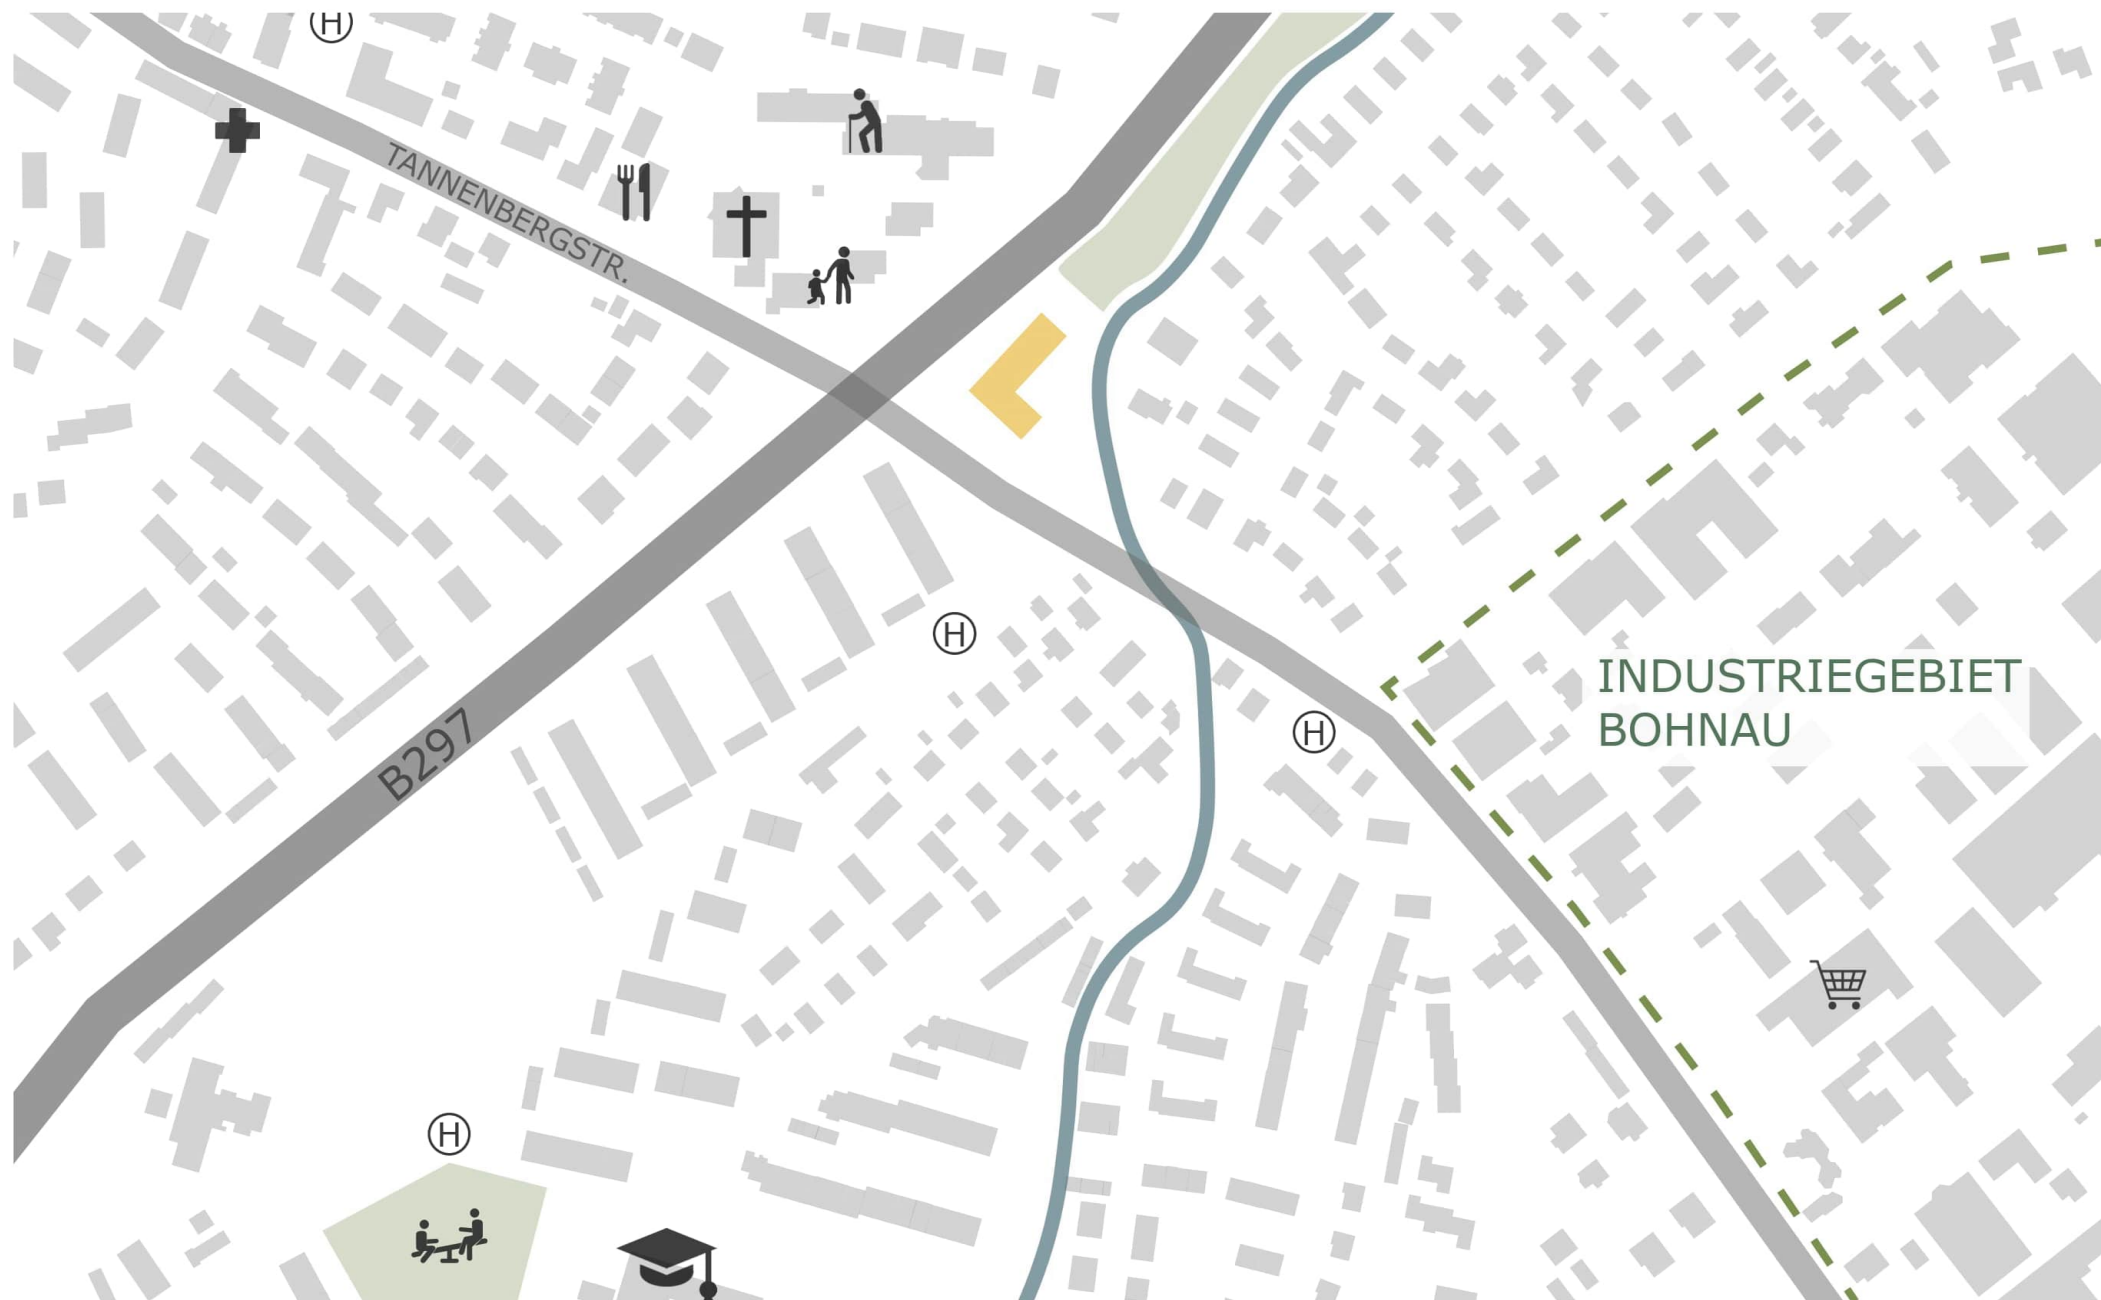 H
TANNENBERGSTR.
H
INDUSTRIEGEBIET
BOHNAU
B297
H
H